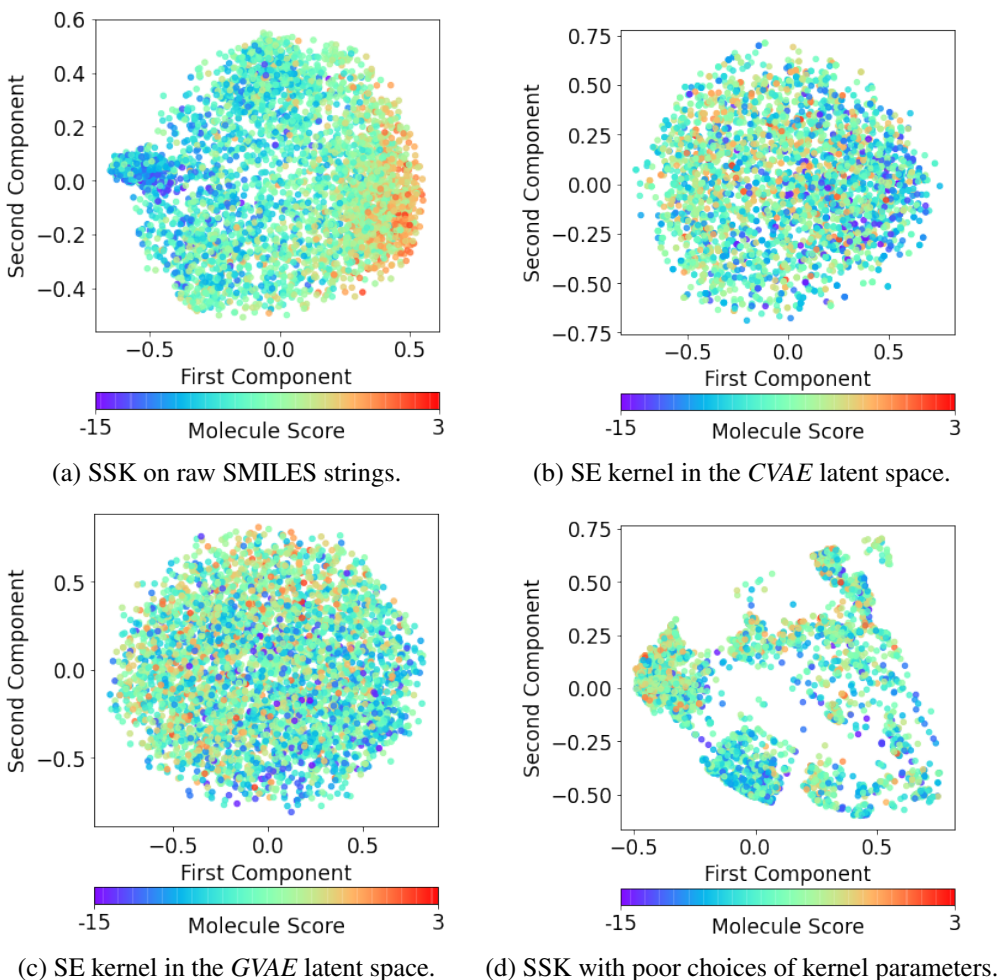 0.6
0.4
0.2
0.0
−0.2
−0.4
Second Component
−0.5 0.0 0.5
First Component
-15 3
Molecule Score
(a) SSK on raw SMILES strings.
0.75
0.50
0.25
0.00
−0.25
−0.50
−0.75
Second Component
−0.5 0.0 0.5
First Component
-15 3
Molecule Score
(b) SE kernel in the CVAE latent space.
0.5
0.0
−0.5
Second Component
−0.5 0.0 0.5
First Component
-15 3
Molecule Score
(c) SE kernel in the GVAE latent space.
0.75
0.50
0.25
0.00
−0.25
−0.50
Second Component
−0.5 0.0 0.5
First Component
-15 3
Molecule Score
(d) SSK with poor choices of kernel parameters.